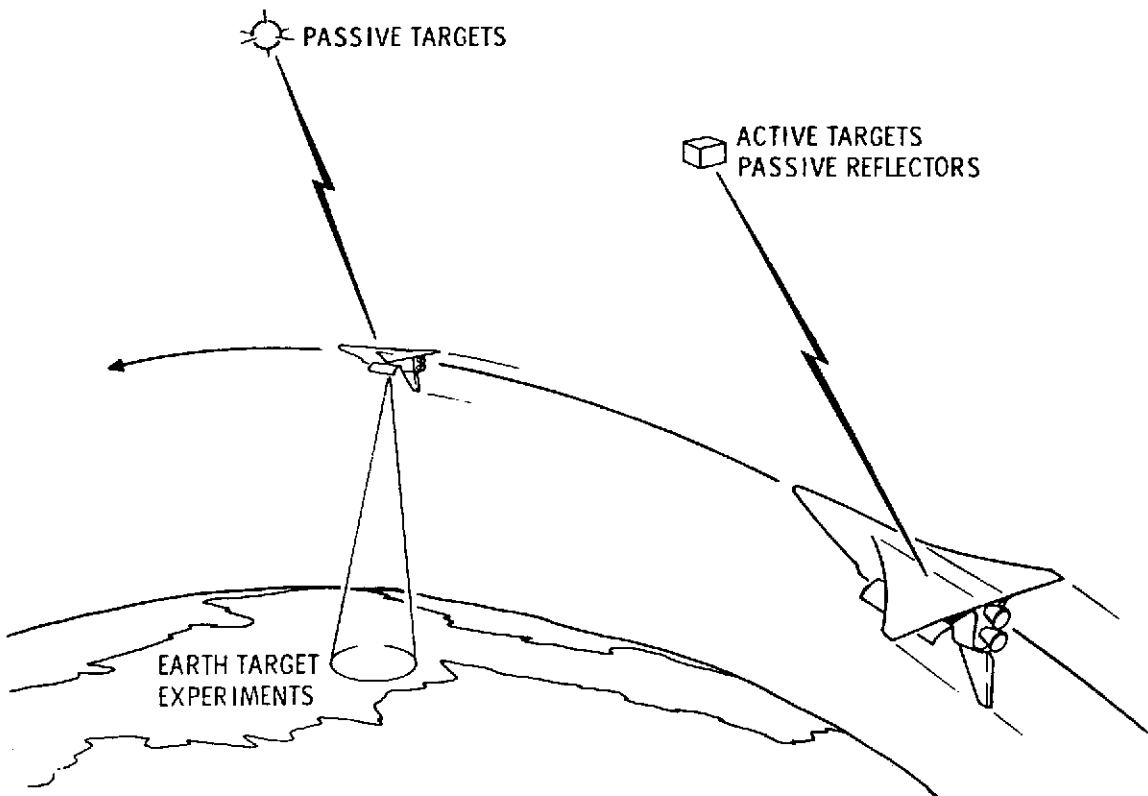 PASSIVE TARGETS
ACTIVE TARGETS
PASSIVE REFLECTORS
EARTH TARGET
EXPERIMENTS